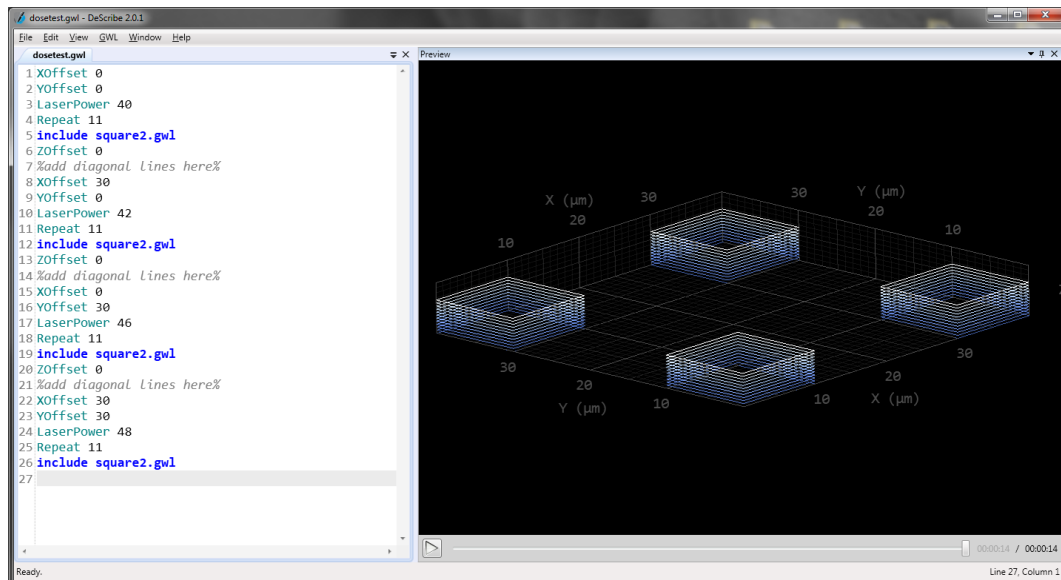 dosetest.gwl - DeScribe 2.0.1
File Edit View GWL Window Help
dosetest.gwl
Preview
1 XOffset 0
2 YOffset 0
3 LaserPower 40
4 Repeat 11
5 include square2.gwl
6 ZOffset 0
7 %add diagonal lines here%
8 XOffset 30
9 YOffset 0
10 LaserPower 42
11 Repeat 11
12 include square2.gwl
13 ZOffset 0
14 %add diagonal lines here%
15 XOffset 0
16 YOffset 30
17 LaserPower 46
18 Repeat 11
19 include square2.gwl
20 ZOffset 0
21 %add diagonal lines here%
22 XOffset 30
23 YOffset 30
24 LaserPower 48
25 Repeat 11
26 include square2.gwl
27
X (µm) 30 30 Y (µm)
20 20
10 10
30 30
20 20
Y (µm) 10 10 X (µm)
00:00:14 / 00:00:14
Ready.
Line 27, Column 1